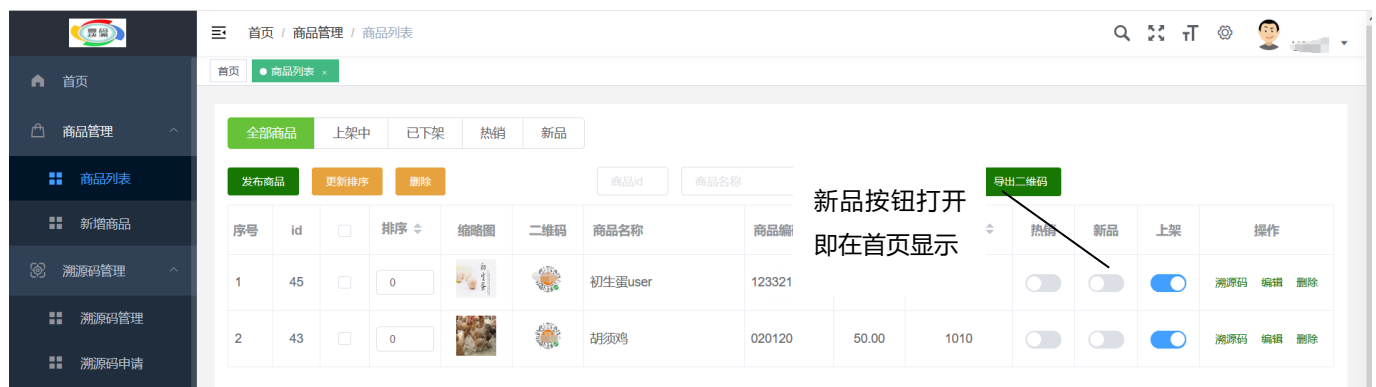 首页 / 商品管理 / 商品列表
首页
商品列表 ×
首页
商品管理
商品列表
新增商品
溯源码管理
溯源码管理
溯源码申请
全部商品 上架中 已下架 热销 新品
发布商品 更新排序 删除 商品id 商品名称 导出二维码
新品按钮打开
即在首页显示
序号 id 排序 缩略图 二维码 商品名称 商品编 热销 新品 上架 操作
1 45 0 初生蛋user 123321 溯源码 编辑 删除
2 43 0 胡须鸡 020120 50.00 1010 溯源码 编辑 删除